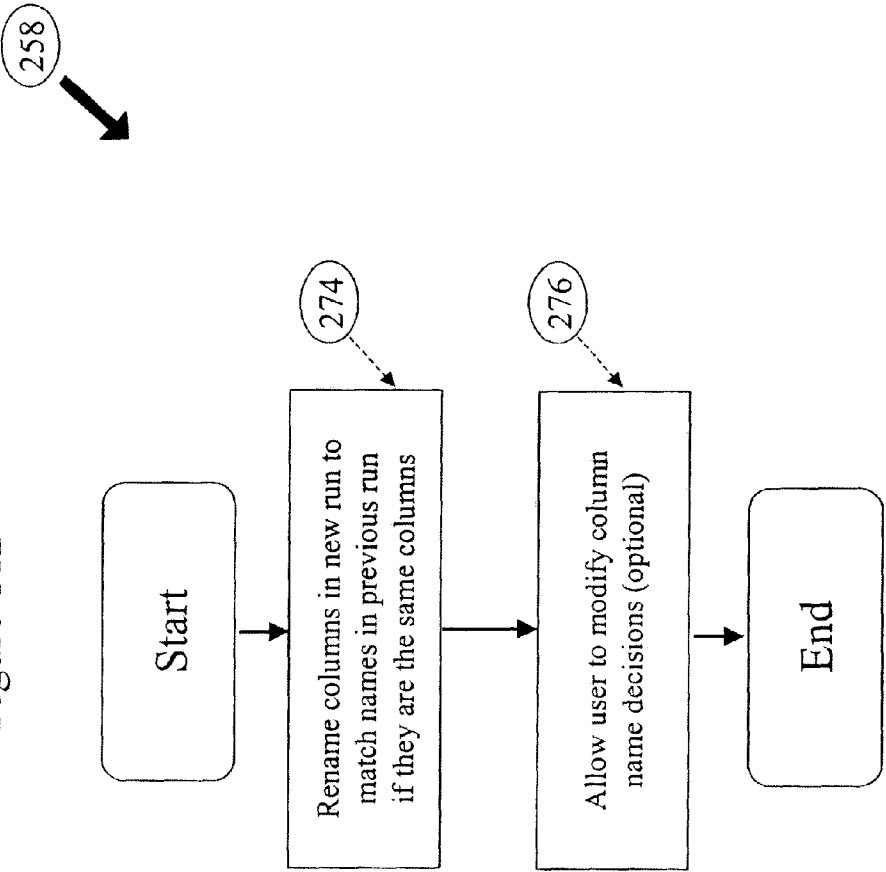 258
Start
274
Rename columns in new run to
match names in previous run
if they are the same columns
276
Allow user to modify column
name decisions (optional)
End